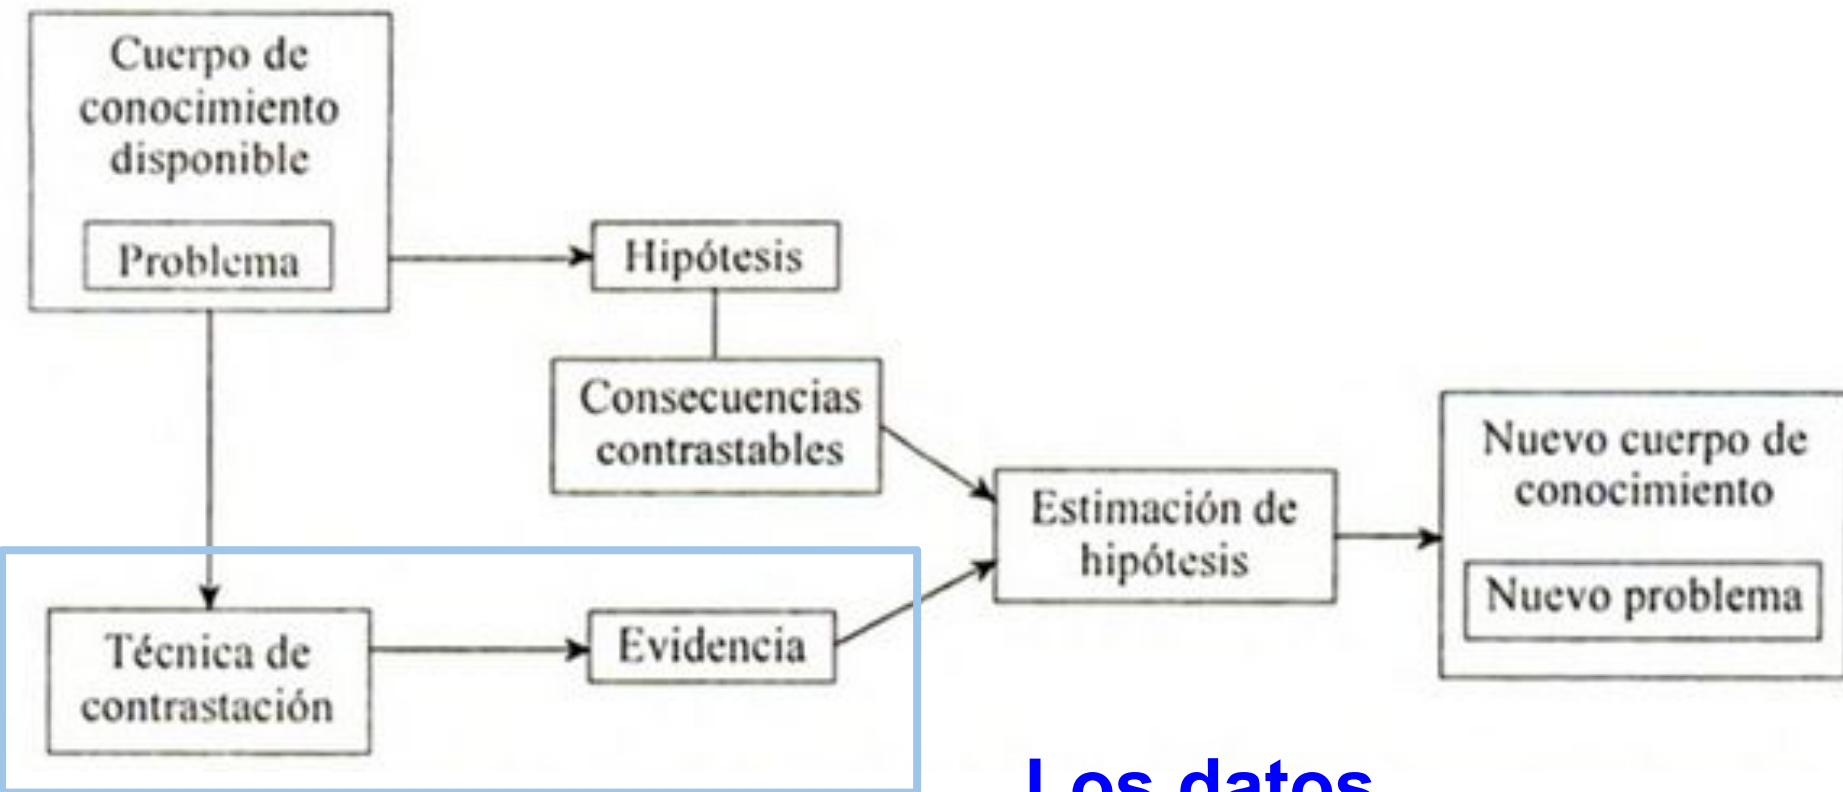 Cuerpo de
conocimiento
disponible
Problema
Hipótesis
Consecuencias
contrastables
Técnica de
contrastación
Evidencia
Estimación de
hipótesis
Nuevo cuerpo de
conocimiento
Nuevo problema
Los datos